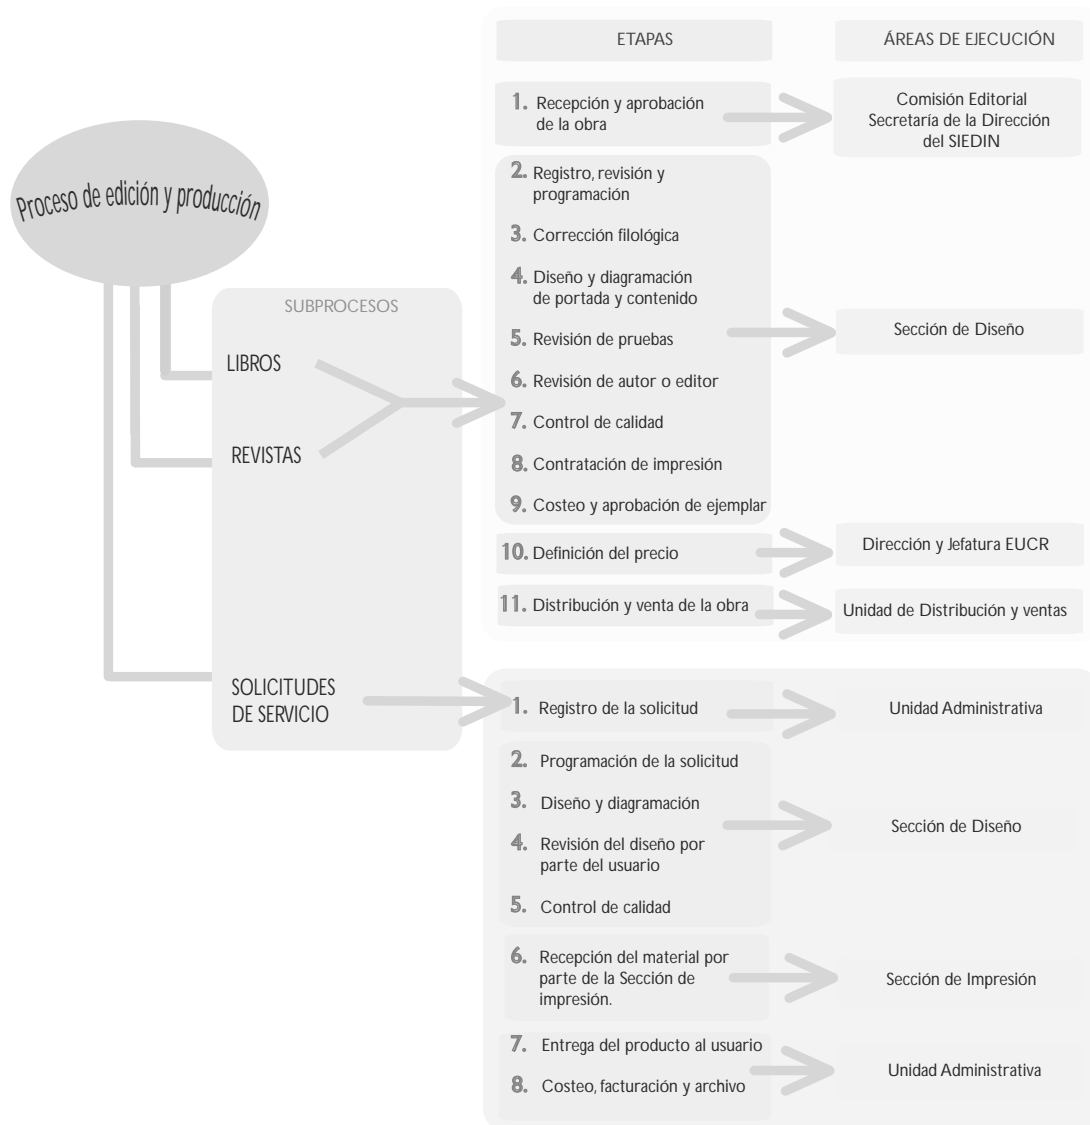 Proceso de edición y producción
SUBPROCESOS
LIBROS
REVISTAS
SOLICITUDES
DE SERVICIO
ETAPAS
ÁREAS DE EJECUCIÓN
1. Recepción y aprobación
de la obra
Comisión Editorial
Secretaría de la Dirección
del SIEDIN
2. Registro, revisión y
programación
3. Corrección filológica
4. Diseño y diagramación
de portada y contenido
5. Revisión de pruebas
6. Revisión de autor o editor
7. Control de calidad
8. Contratación de impresión
9. Costeo y aprobación de ejemplar
Sección de Diseño
10. Definición del precio
Dirección y Jefatura EUCR
11. Distribución y venta de la obra
Unidad de Distribución y ventas
1. Registro de la solicitud
Unidad Administrativa
2. Programación de la solicitud
3. Diseño y diagramación
4. Revisión del diseño por
parte del usuario
5. Control de calidad
Sección de Diseño
6. Recepción del material por
parte de la Sección de
impresión.
Sección de Impresión
7. Entrega del producto al usuario
8. Costeo, facturación y archivo
Unidad Administrativa